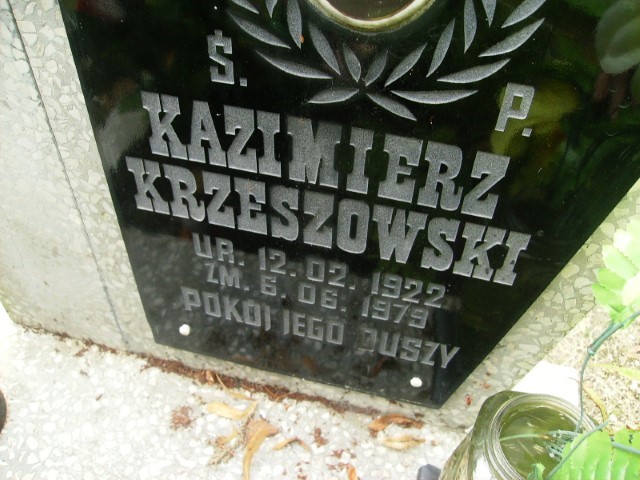 Ś. P.
KAZIMIERZ
KRZESZOWSKI
UR. 12. 02. 1922
ZM. 6. 06. 1979
POKÓJ JEGO DUSZY